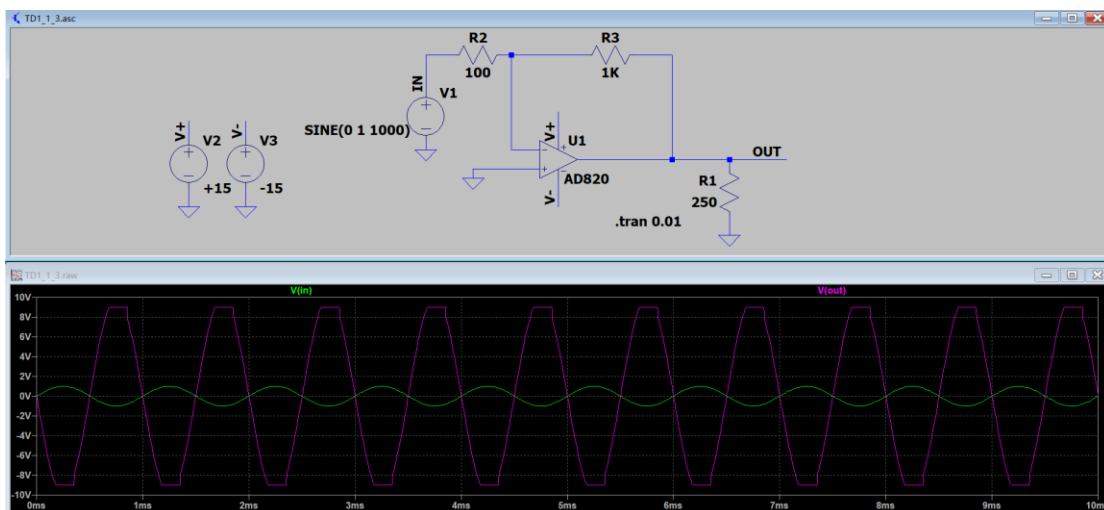 TD1_1_3.asc
R2
100
R3
1K
IN
V1
SINE(0 1 1000)
V+
V2
+15
V-
V3
-15
V+
U1
AD820
V-
OUT
R1
250
.tran 0.01
TD1_1_3.raw
V(in)
V(out)
10V
8V
6V
4V
2V
0V
-2V
-4V
-6V
-8V
-10V
0ms
1ms
2ms
3ms
4ms
5ms
6ms
7ms
8ms
9ms